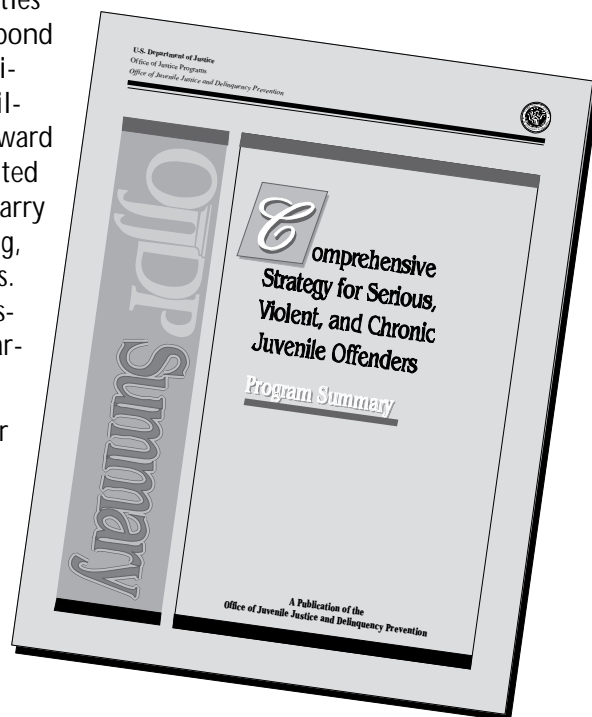 ties
pond
i-
il-
ward
ted
arry
g,
s.
s-
ar-
r
U.S. Department of Justice
Office of Justice Programs
Office of Juvenile Justice and Delinquency Prevention
OJJDP Summary
Comprehensive
Strategy for Serious,
Violent, and Chronic
Juvenile Offenders
Program Summary
A Publication of the
Office of Juvenile Justice and Delinquency Prevention